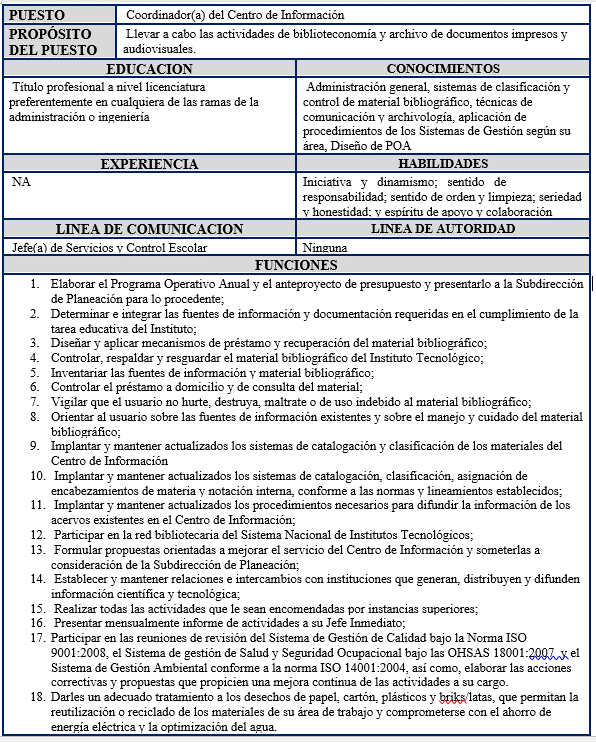 PUESTO Coordinador(a) del Centro de Información
PROPÓSITO DEL PUESTO Llevar a cabo las actividades de biblioteconomía y archivo de documentos impresos y
audiovisuales.
EDUCACION
Título profesional a nivel licenciatura
preferentemente en cualquiera de las ramas de la
administración o ingeniería
CONOCIMIENTOS
Administración general, sistemas de clasificación y
control de material bibliográfico, técnicas de
comunicación y archivología, aplicación de
procedimientos de los Sistemas de Gestión según su
área, Diseño de POA
EXPERIENCIA
NA
HABILIDADES
Iniciativa y dinamismo; sentido de
responsabilidad; sentido de orden y limpieza; seriedad
y honestidad; y espíritu de apoyo y colaboración
LINEA DE COMUNICACION
Jefe(a) de Servicios y Control Escolar
LINEA DE AUTORIDAD
Ninguna
FUNCIONES
1. Elaborar el Programa Operativo Anual y el anteproyecto de presupuesto y presentarlo a la Subdirección
de Planeación para lo procedente;
2. Determinar e integrar las fuentes de información y documentación requeridas en el cumplimiento de la
tarea educativa del Instituto;
3. Diseñar y aplicar mecanismos de préstamo y recuperación del material bibliográfico;
4. Controlar, respaldar y resguardar el material bibliográfico del Instituto Tecnológico;
5. Inventariar las fuentes de información y material bibliográfico;
6. Controlar el préstamo a domicilio y de consulta del material;
7. Vigilar que el usuario no hurte, destruya, maltrate o de uso indebido al material bibliográfico;
8. Orientar al usuario sobre las fuentes de información existentes y sobre el manejo y cuidado del material
bibliográfico;
9. Implantar y mantener actualizados los sistemas de catalogación y clasificación de los materiales del
Centro de Información
10. Implantar y mantener actualizados los sistemas de catalogación, clasificación, asignación de
encabezamientos de materia y notación interna, conforme a las normas y lineamientos establecidos;
11. Implantar y mantener actualizados los procedimientos necesarios para difundir la información de los
acervos existentes en el Centro de Información;
12. Participar en la red bibliotecaria del Sistema Nacional de Institutos Tecnológicos;
13. Formular propuestas orientadas a mejorar el servicio del Centro de Información y someterlas a
consideración de la Subdirección de Planeación;
14. Establecer y mantener relaciones e intercambios con instituciones que generan, distribuyen y difunden
información científica y tecnológica;
15. Realizar todas las actividades que le sean encomendadas por instancias superiores;
16. Presentar mensualmente informe de actividades a su Jefe Inmediato;
17. Participar en las reuniones de revisión del Sistema de Gestión de Calidad bajo la Norma ISO
9001:2008, el Sistema de gestión de Salud y Seguridad Ocupacional bajo las OHSAS 18001:2007 y el
Sistema de Gestión Ambiental conforme a la norma ISO 14001:2004, así como, elaborar las acciones
correctivas y propuestas que propicien una mejora continua de las actividades a su cargo.
18. Darles un adecuado tratamiento a los desechos de papel, cartón, plásticos y briks/latas, que permitan la
reutilización o reciclado de los materiales de su área de trabajo y comprometerse con el ahorro de
energía eléctrica y la optimización del agua.